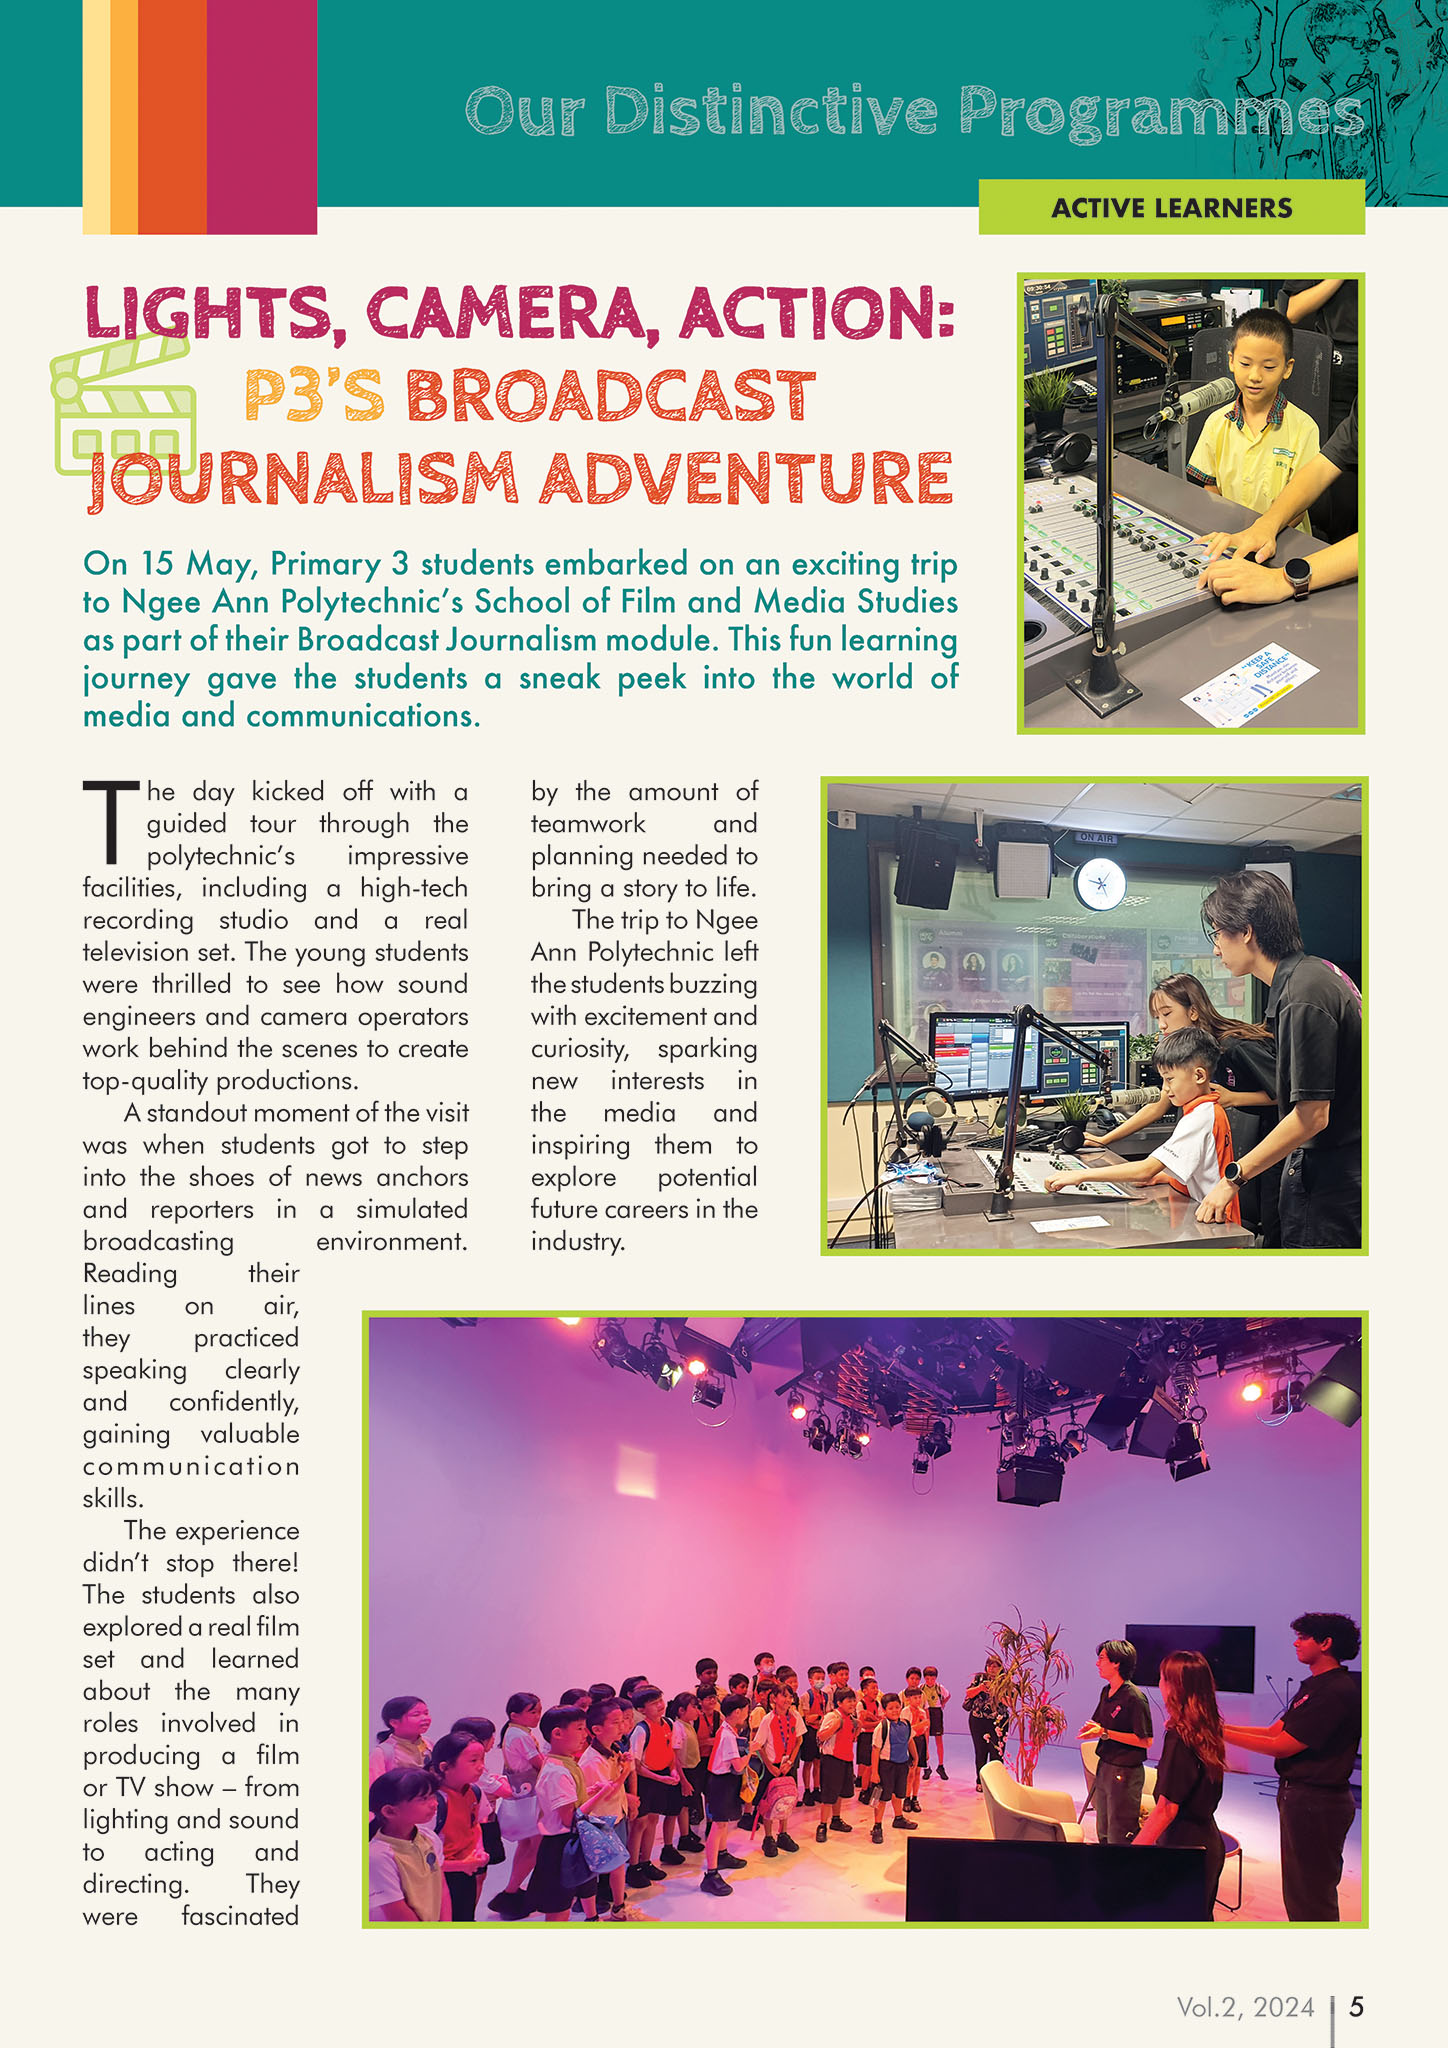 Our Distinctive Programmes
ACTIVE LEARNERS
LIGHTS, CAMERA, ACTION:
P3'S BROADCAST
JOURNALISM ADVENTURE
On 15 May, Primary 3 students embarked on an exciting trip
to Ngee Ann Polytechnic's School of Film and Media Studies
as part of their Broadcast Journalism module. This fun learning
journey gave the students a sneak peek into the world of
media and communications.
The day kicked off with a
guided tour through the
polytechnic's impressive
facilities, including a high-tech
recording studio and a real
television set. The young students
were thrilled to see how sound
engineers and camera operators
work behind the scenes to create
top-quality productions.
A standout moment of the visit
was when students got to step
into the shoes of news anchors
and reporters in a simulated
broadcasting environment.
Reading their
lines on air,
they practiced
speaking clearly
and confidently,
gaining valuable
communication
skills.
The experience
didn't stop there!
The students also
explored a real film
set and learned
about the many
roles involved in
producing a film
or TV show – from
lighting and sound
to acting and
directing. They
were fascinated
by the amount of
teamwork and
planning needed to
bring a story to life.
The trip to Ngee
Ann Polytechnic left
the students buzzing
with excitement and
curiosity, sparking
new interests in
the media and
inspiring them to
explore potential
future careers in the
industry.
09:30:54
"KEEP A
SAFE
DISTANCE"
ON AIR
Alumni
16
Vol.2, 2024
5